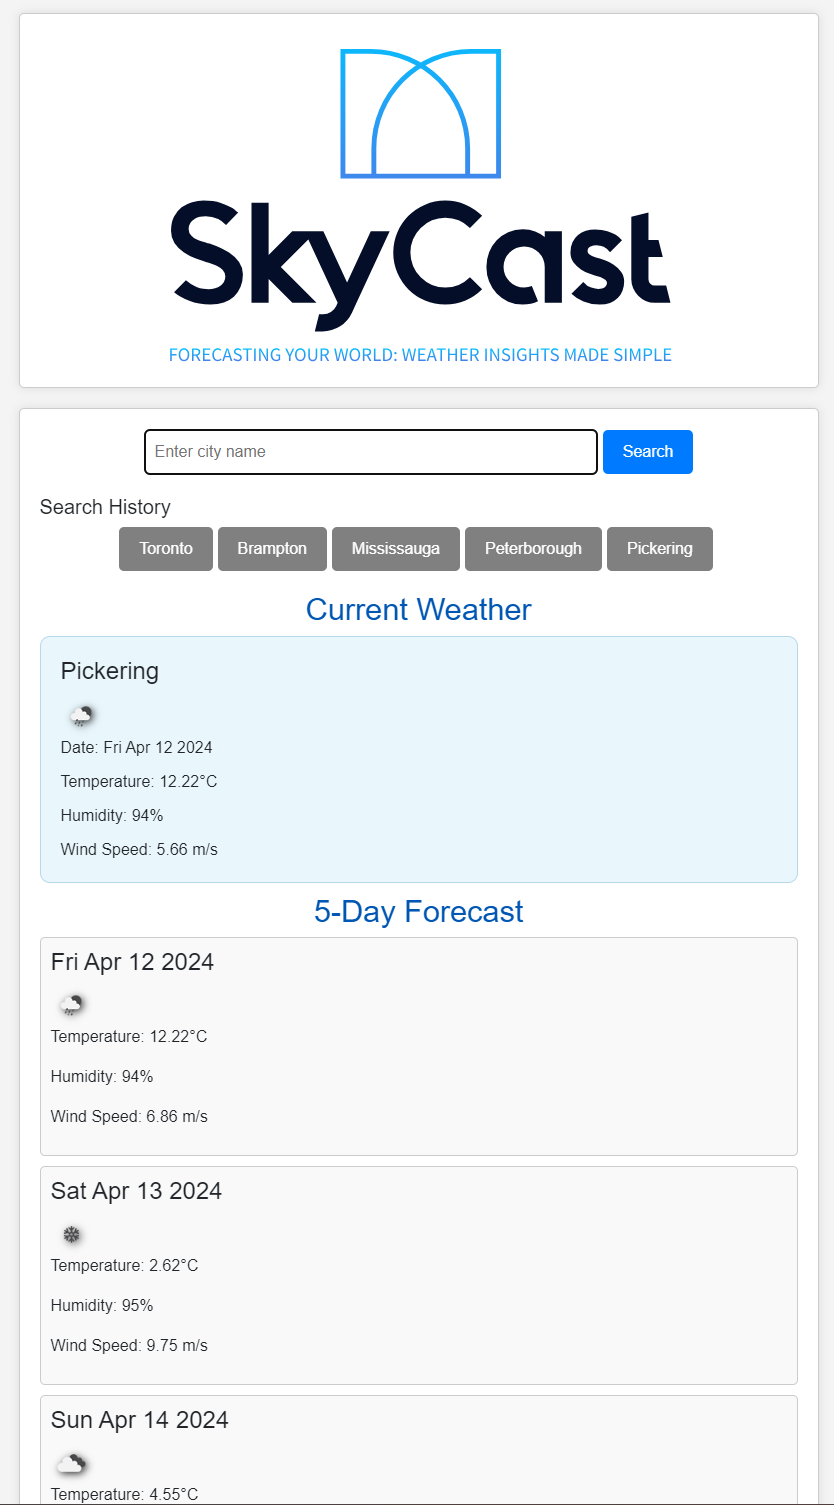 SkyCast
FORECASTING YOUR WORLD: WEATHER INSIGHTS MADE SIMPLE
Enter city name
Search
Search History
Toronto Brampton Mississauga Peterborough Pickering
Current Weather
Pickering
Date: Fri Apr 12 2024
Temperature: 12.22°C
Humidity: 94%
Wind Speed: 5.66 m/s
5-Day Forecast
Fri Apr 12 2024
Temperature: 12.22°C
Humidity: 94%
Wind Speed: 6.86 m/s
Sat Apr 13 2024
Temperature: 2.62°C
Humidity: 95%
Wind Speed: 9.75 m/s
Sun Apr 14 2024
Temperature: 4.55°C